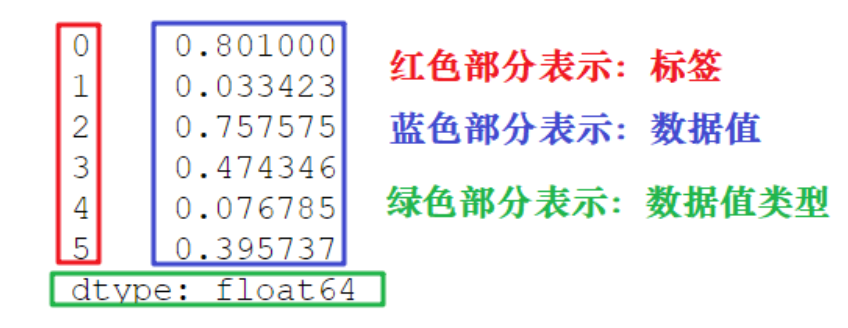 0 0.801000
1 0.033423
2 0.757575
3 0.474346
4 0.076785
5 0.395737
dtype: float64
红色部分表示：标签
蓝色部分表示：数据值
绿色部分表示：数据值类型